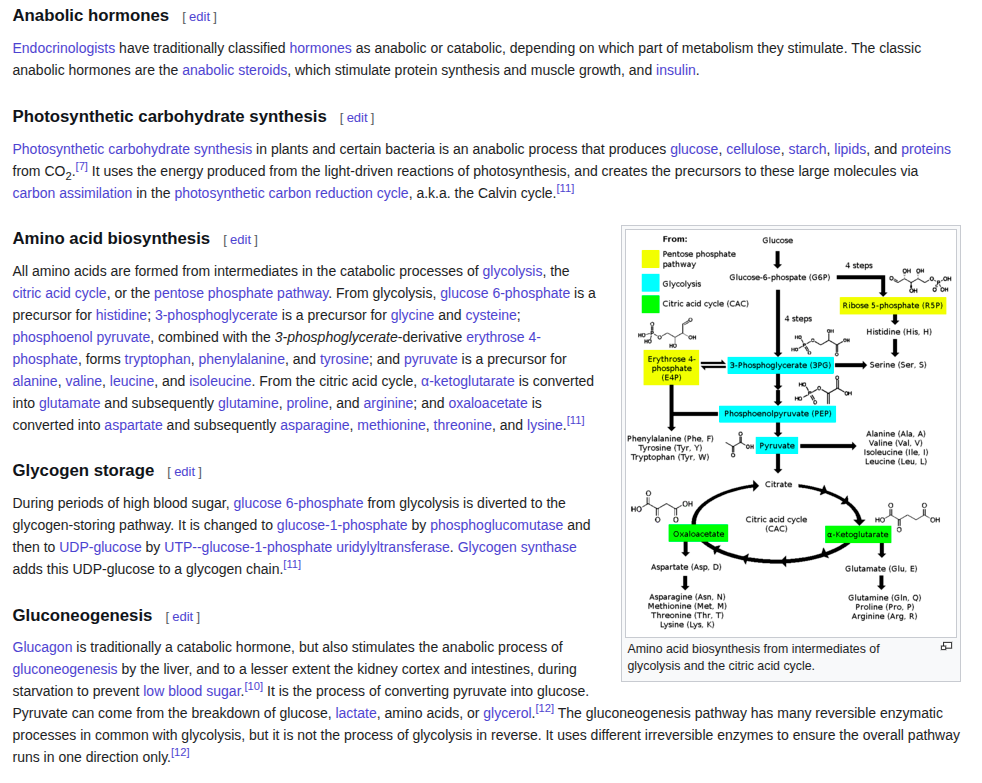 Anabolic hormones [ edit ]
Endocrinologists have traditionally classified hormones as anabolic or catabolic, depending on which part of metabolism they stimulate. The classic
anabolic hormones are the anabolic steroids, which stimulate protein synthesis and muscle growth, and insulin.
Photosynthetic carbohydrate synthesis [ edit ]
Photosynthetic carbohydrate synthesis in plants and certain bacteria is an anabolic process that produces glucose, cellulose, starch, lipids, and proteins
from CO2.[7] It uses the energy produced from the light-driven reactions of photosynthesis, and creates the precursors to these large molecules via
carbon assimilation in the photosynthetic carbon reduction cycle, a.k.a. the Calvin cycle.[11]
Amino acid biosynthesis [ edit ]
All amino acids are formed from intermediates in the catabolic processes of glycolysis, the
citric acid cycle, or the pentose phosphate pathway. From glycolysis, glucose 6-phosphate is a
precursor for histidine; 3-phosphoglycerate is a precursor for glycine and cysteine;
phosphoenol pyruvate, combined with the 3-phosphoglycerate-derivative erythrose 4-
phosphate, forms tryptophan, phenylalanine, and tyrosine; and pyruvate is a precursor for
alanine, valine, leucine, and isoleucine. From the citric acid cycle, α-ketoglutarate is converted
into glutamate and subsequently glutamine, proline, and arginine; and oxaloacetate is
converted into aspartate and subsequently asparagine, methionine, threonine, and lysine.[11]
Glycogen storage [ edit ]
During periods of high blood sugar, glucose 6-phosphate from glycolysis is diverted to the
glycogen-storing pathway. It is changed to glucose-1-phosphate by phosphoglucomutase and
then to UDP-glucose by UTP--glucose-1-phosphate uridylyltransferase. Glycogen synthase
adds this UDP-glucose to a glycogen chain.[11]
Gluconeogenesis [ edit ]
Glucagon is traditionally a catabolic hormone, but also stimulates the anabolic process of
gluconeogenesis by the liver, and to a lesser extent the kidney cortex and intestines, during
starvation to prevent low blood sugar.[10] It is the process of converting pyruvate into glucose.
Pyruvate can come from the breakdown of glucose, lactate, amino acids, or glycerol.[12] The gluconeogenesis pathway has many reversible enzymatic
processes in common with glycolysis, but it is not the process of glycolysis in reverse. It uses different irreversible enzymes to ensure the overall pathway
runs in one direction only.[12]
From:
Pentose phosphate
pathway
Glycolysis
Citric acid cycle (CAC)
Glucose
Glucose-6-phospate (G6P)
4 steps
OH OH
OH
Ribose 5-phosphate (R5P)
Histidine (His, H)
4 steps
Erythrose 4-
phosphate
(E4P)
3-Phosphoglycerate (3PG)
Serine (Ser, S)
Phosphoenolpyruvate (PEP)
Phenylalanine (Phe, F)
Tyrosine (Tyr, Y)
Tryptophan (Tyr, W)
Pyruvate
Alanine (Ala, A)
Valine (Val, V)
Isoleucine (Ile, I)
Leucine (Leu, L)
Citrate
Citric acid cycle
(CAC)
Oxaloacetate
α-Ketoglutarate
Aspartate (Asp, D)
Glutamate (Glu, E)
Asparagine (Asn, N)
Methionine (Met, M)
Threonine (Thr, T)
Lysine (Lys, K)
Glutamine (Gln, Q)
Proline (Pro, P)
Arginine (Arg, R)
Amino acid biosynthesis from intermediates of
glycolysis and the citric acid cycle.